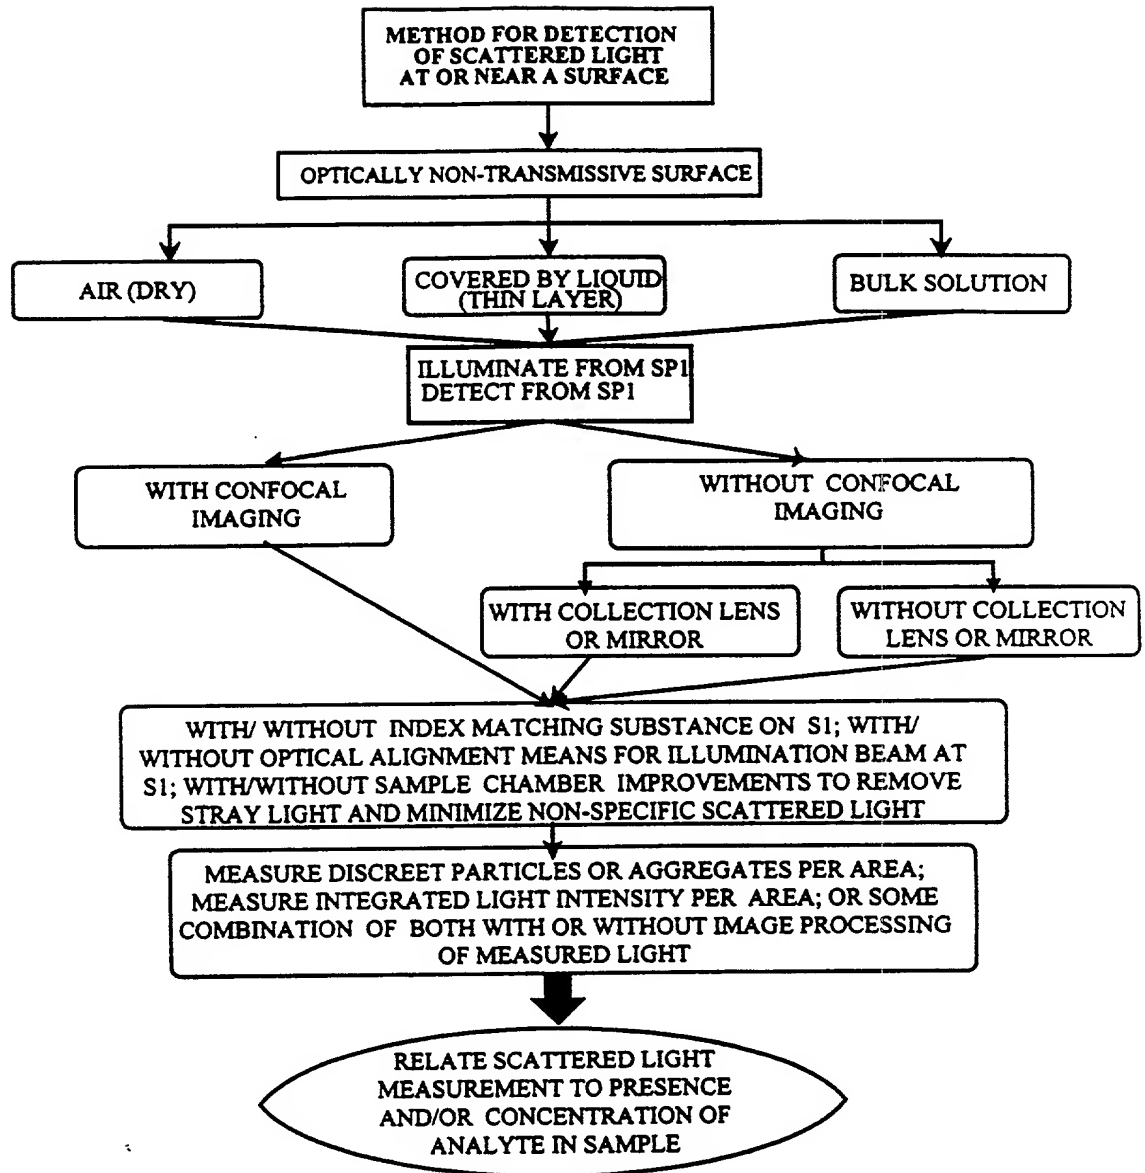 METHOD FOR DETECTION
OF SCATTERED LIGHT
AT OR NEAR A SURFACE
OPTICALLY NON-TRANSMISSIVE SURFACE
AIR (DRY)
COVERED BY LIQUID
(THIN LAYER)
BULK SOLUTION
ILLUMINATE FROM SP1
DETECT FROM SP1
WITH CONFOCAL
IMAGING
WITHOUT CONFOCAL
IMAGING
WITH COLLECTION LENS
OR MIRROR
WITHOUT COLLECTION
LENS OR MIRROR
WITH/ WITHOUT INDEX MATCHING SUBSTANCE ON S1; WITH/
WITHOUT OPTICAL ALIGNMENT MEANS FOR ILLUMINATION BEAM AT
S1; WITH/WITHOUT SAMPLE CHAMBER IMPROVEMENTS TO REMOVE
STRAY LIGHT AND MINIMIZE NON-SPECIFIC SCATTERED LIGHT
MEASURE DISCREET PARTICLES OR AGGREGATES PER AREA;
MEASURE INTEGRATED LIGHT INTENSITY PER AREA; OR SOME
COMBINATION OF BOTH WITH OR WITHOUT IMAGE PROCESSING
OF MEASURED LIGHT
RELATE SCATTERED LIGHT
MEASUREMENT TO PRESENCE
AND/OR CONCENTRATION OF
ANALYTE IN SAMPLE